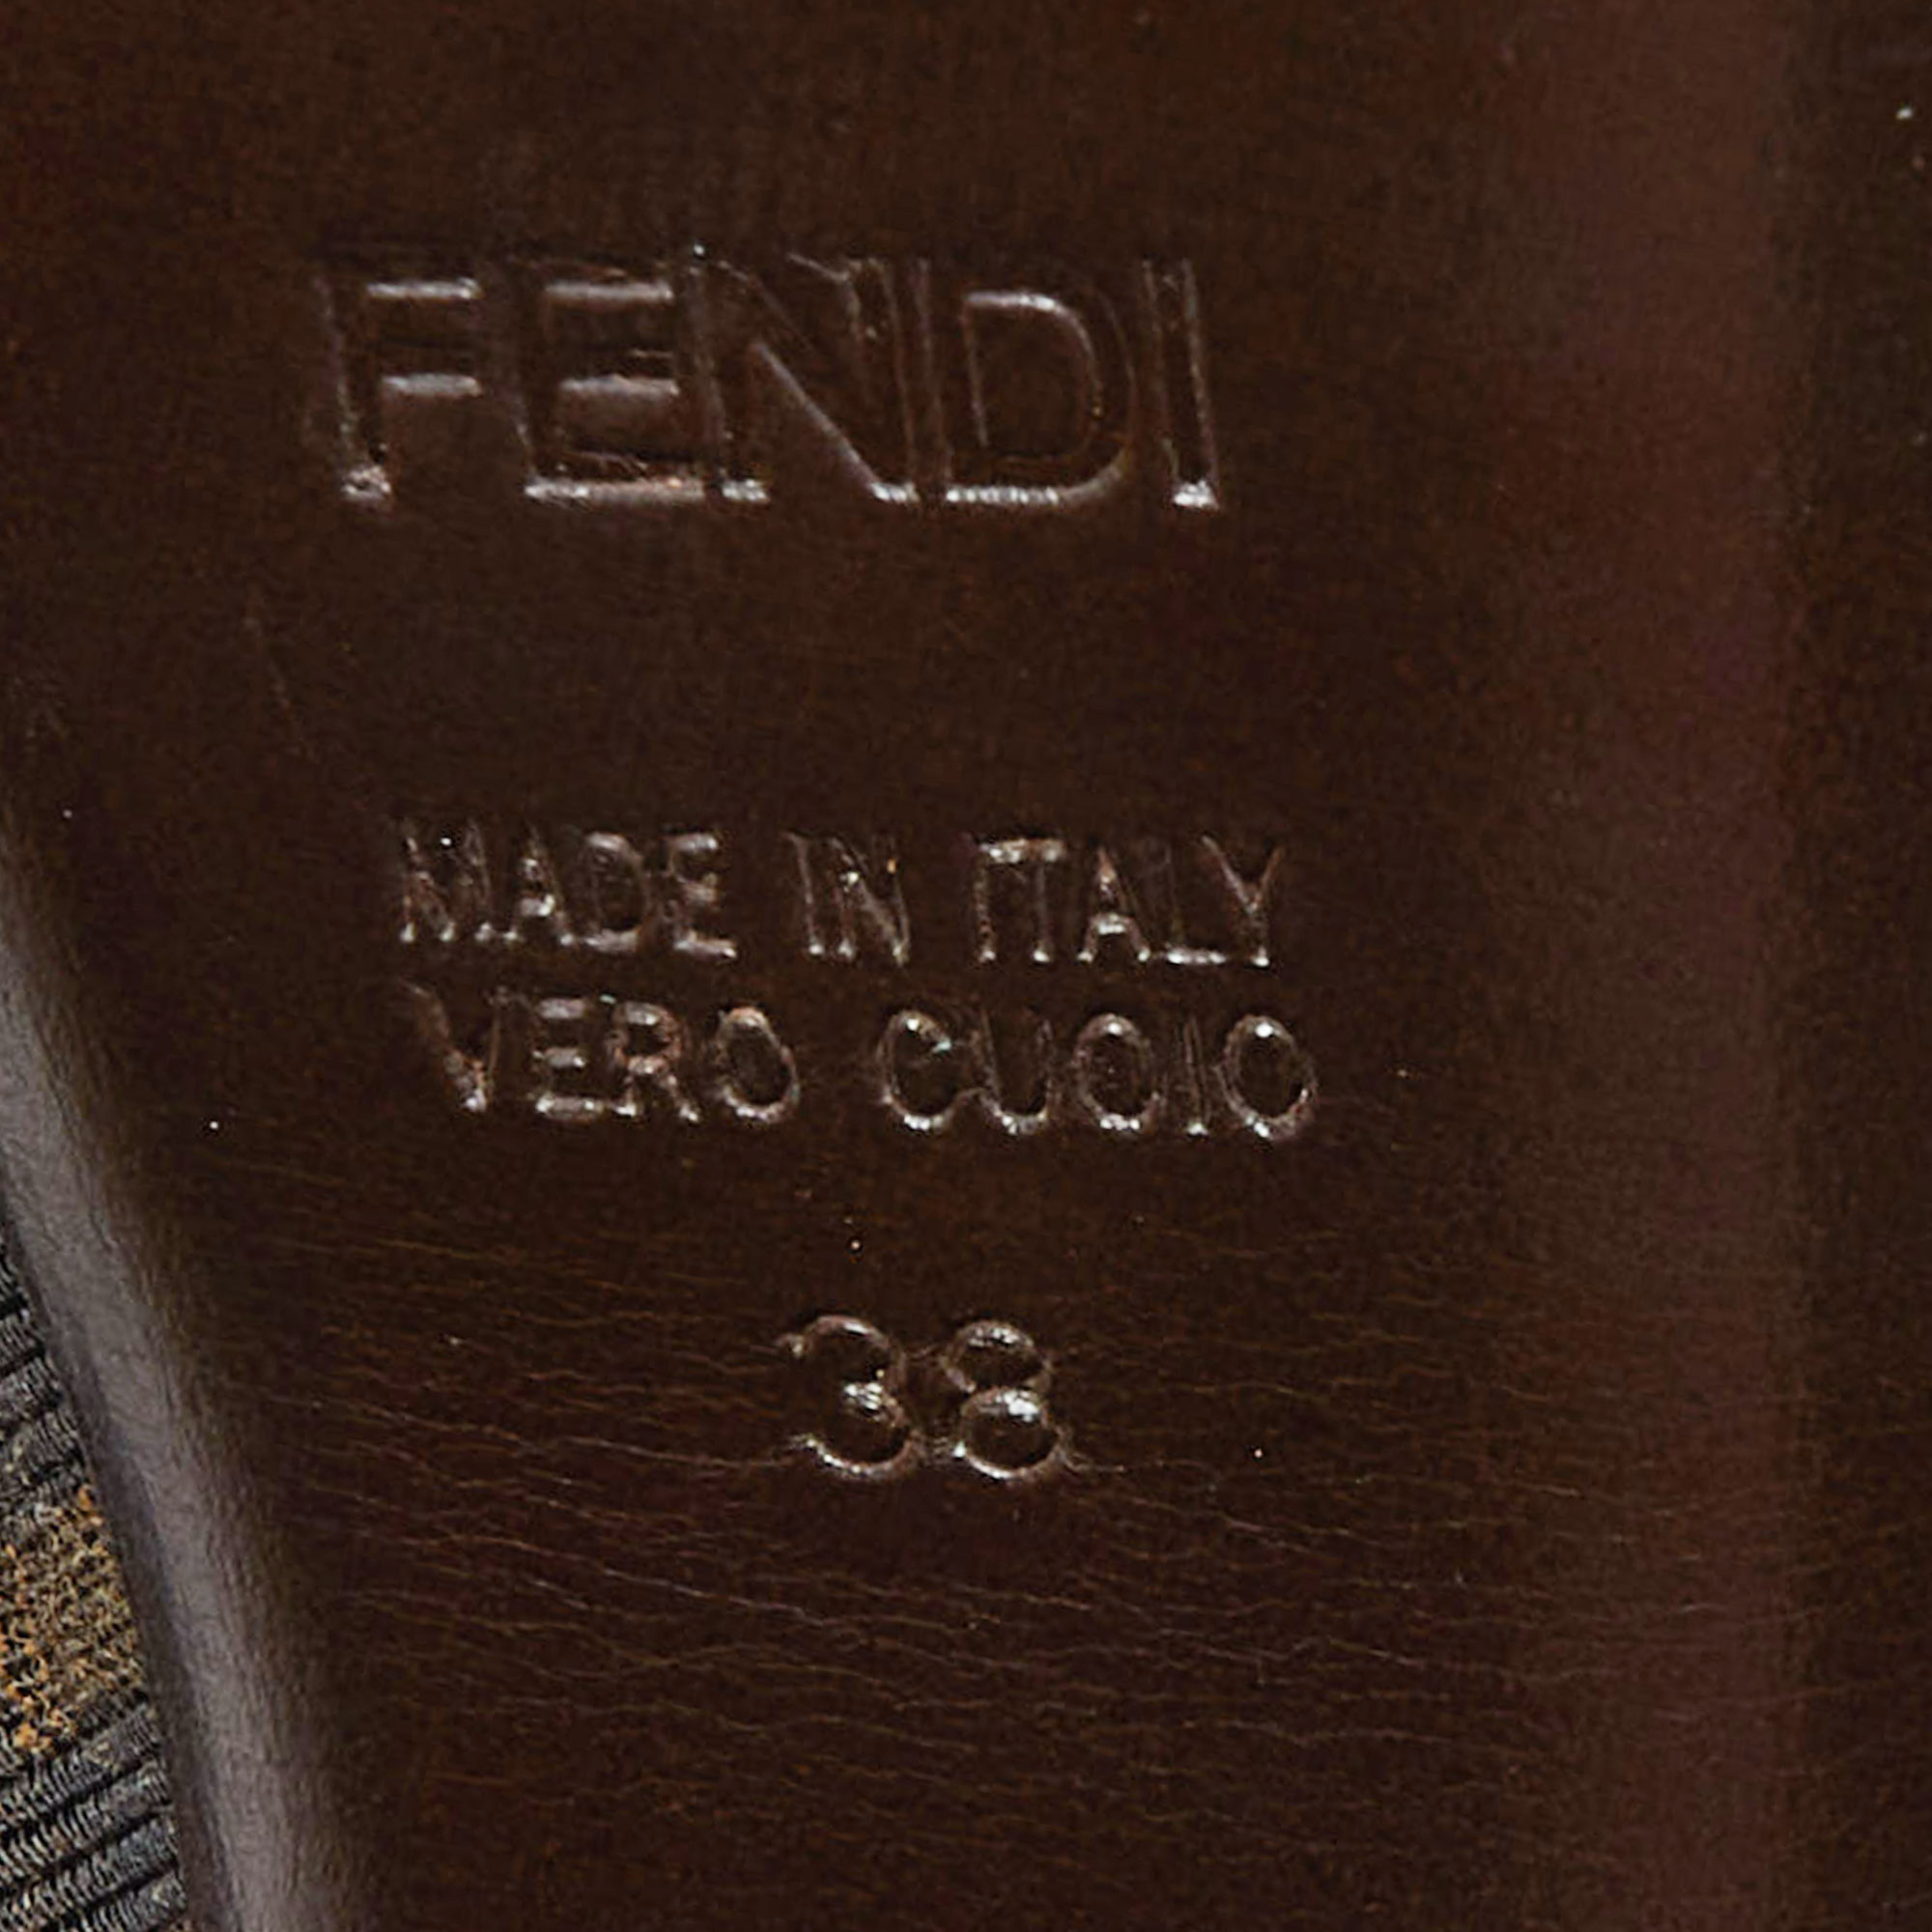 FENDI
MADE IN ITALY
VERO CUOIO
38